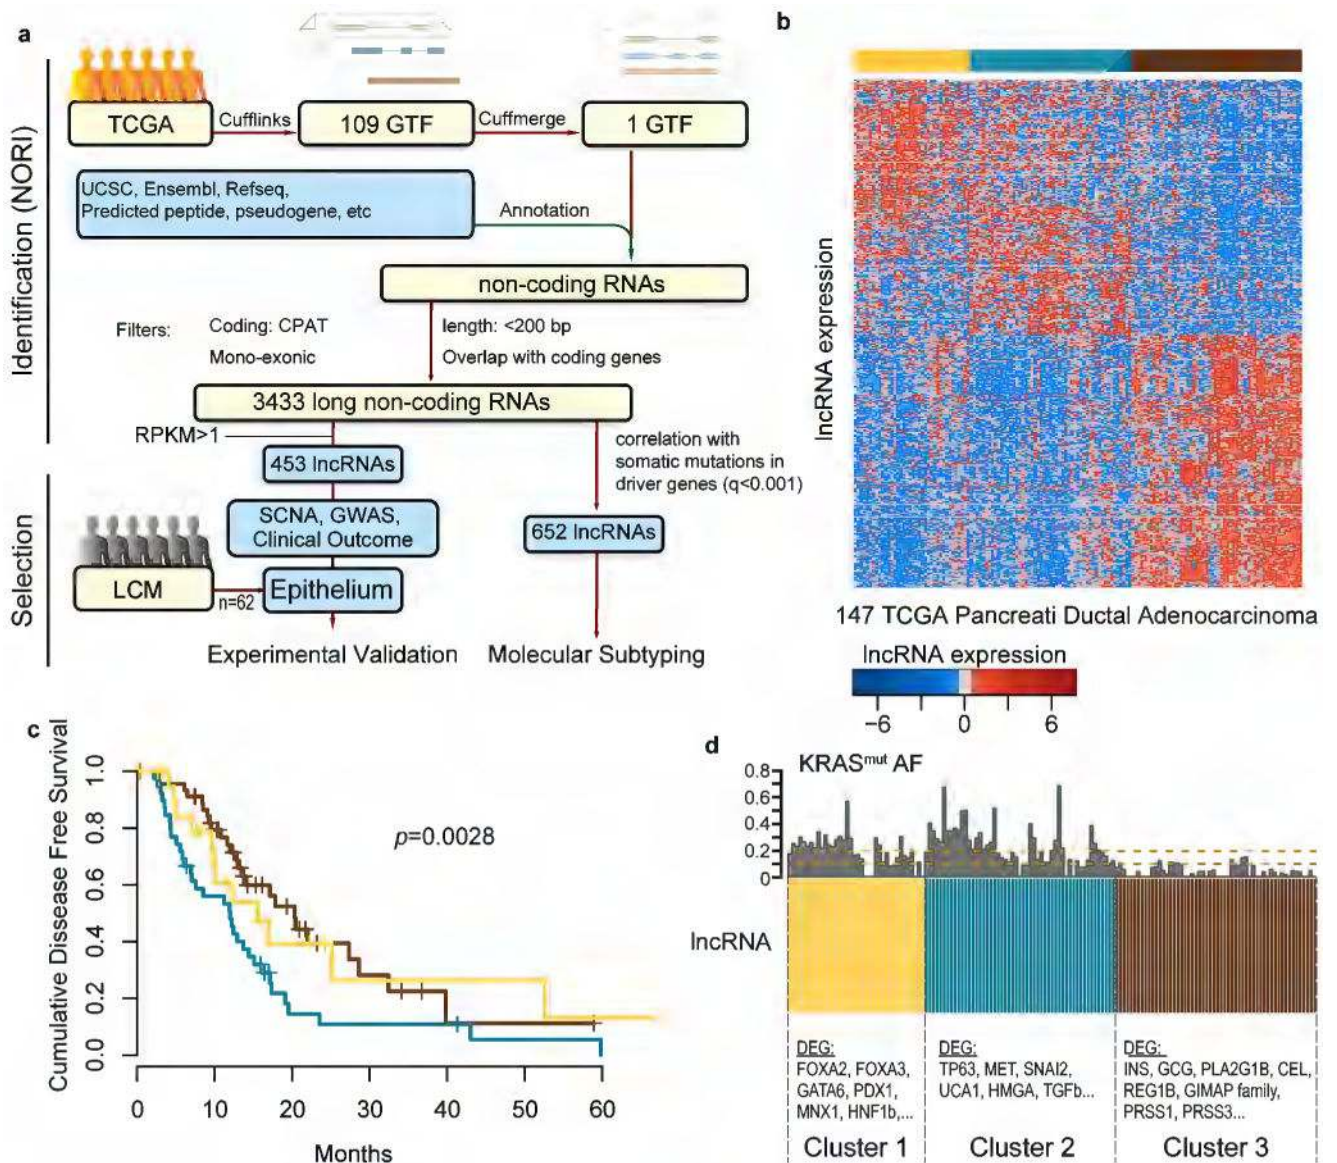 a
Identification (NORI)
TCGA
Cufflinks
109 GTF
Cuffmerge
1 GTF
UCSC, Ensembl, Refseq,
Predicted peptide, pseudogene, etc
Annotation
non-coding RNAs
Filters:
Coding: CPAT
length: <200 bp
Mono-exonic
Overlap with coding genes
3433 long non-coding RNAs
RPKM>1
453 lncRNAs
correlation with
somatic mutations in
driver genes (q<0.001)
Selection
SCNA, GWAS,
Clinical Outcome
652 lncRNAs
LCM
n=62
Epithelium
Experimental Validation
Molecular Subtyping
b
lncRNA expression
147 TCGA Pancreati Ductal Adenocarcinoma
lncRNA expression
−6
0
6
c
Cumulative Dissease Free Survival
1.0
0.8
0.6
0.4
0.2
0.0
p=0.0028
0
10
20
30
40
50
60
Months
d
KRASmut AF
0.8
0.4
0.2
0
lncRNA
DEG:
FOXA2, FOXA3,
GATA6, PDX1,
MNX1, HNF1b,...
Cluster 1
DEG:
TP63, MET, SNAI2,
UCA1, HMGA, TGFb...
Cluster 2
DEG:
INS, GCG, PLA2G1B, CEL,
REG1B, GIMAP family,
PRSS1, PRSS3...
Cluster 3